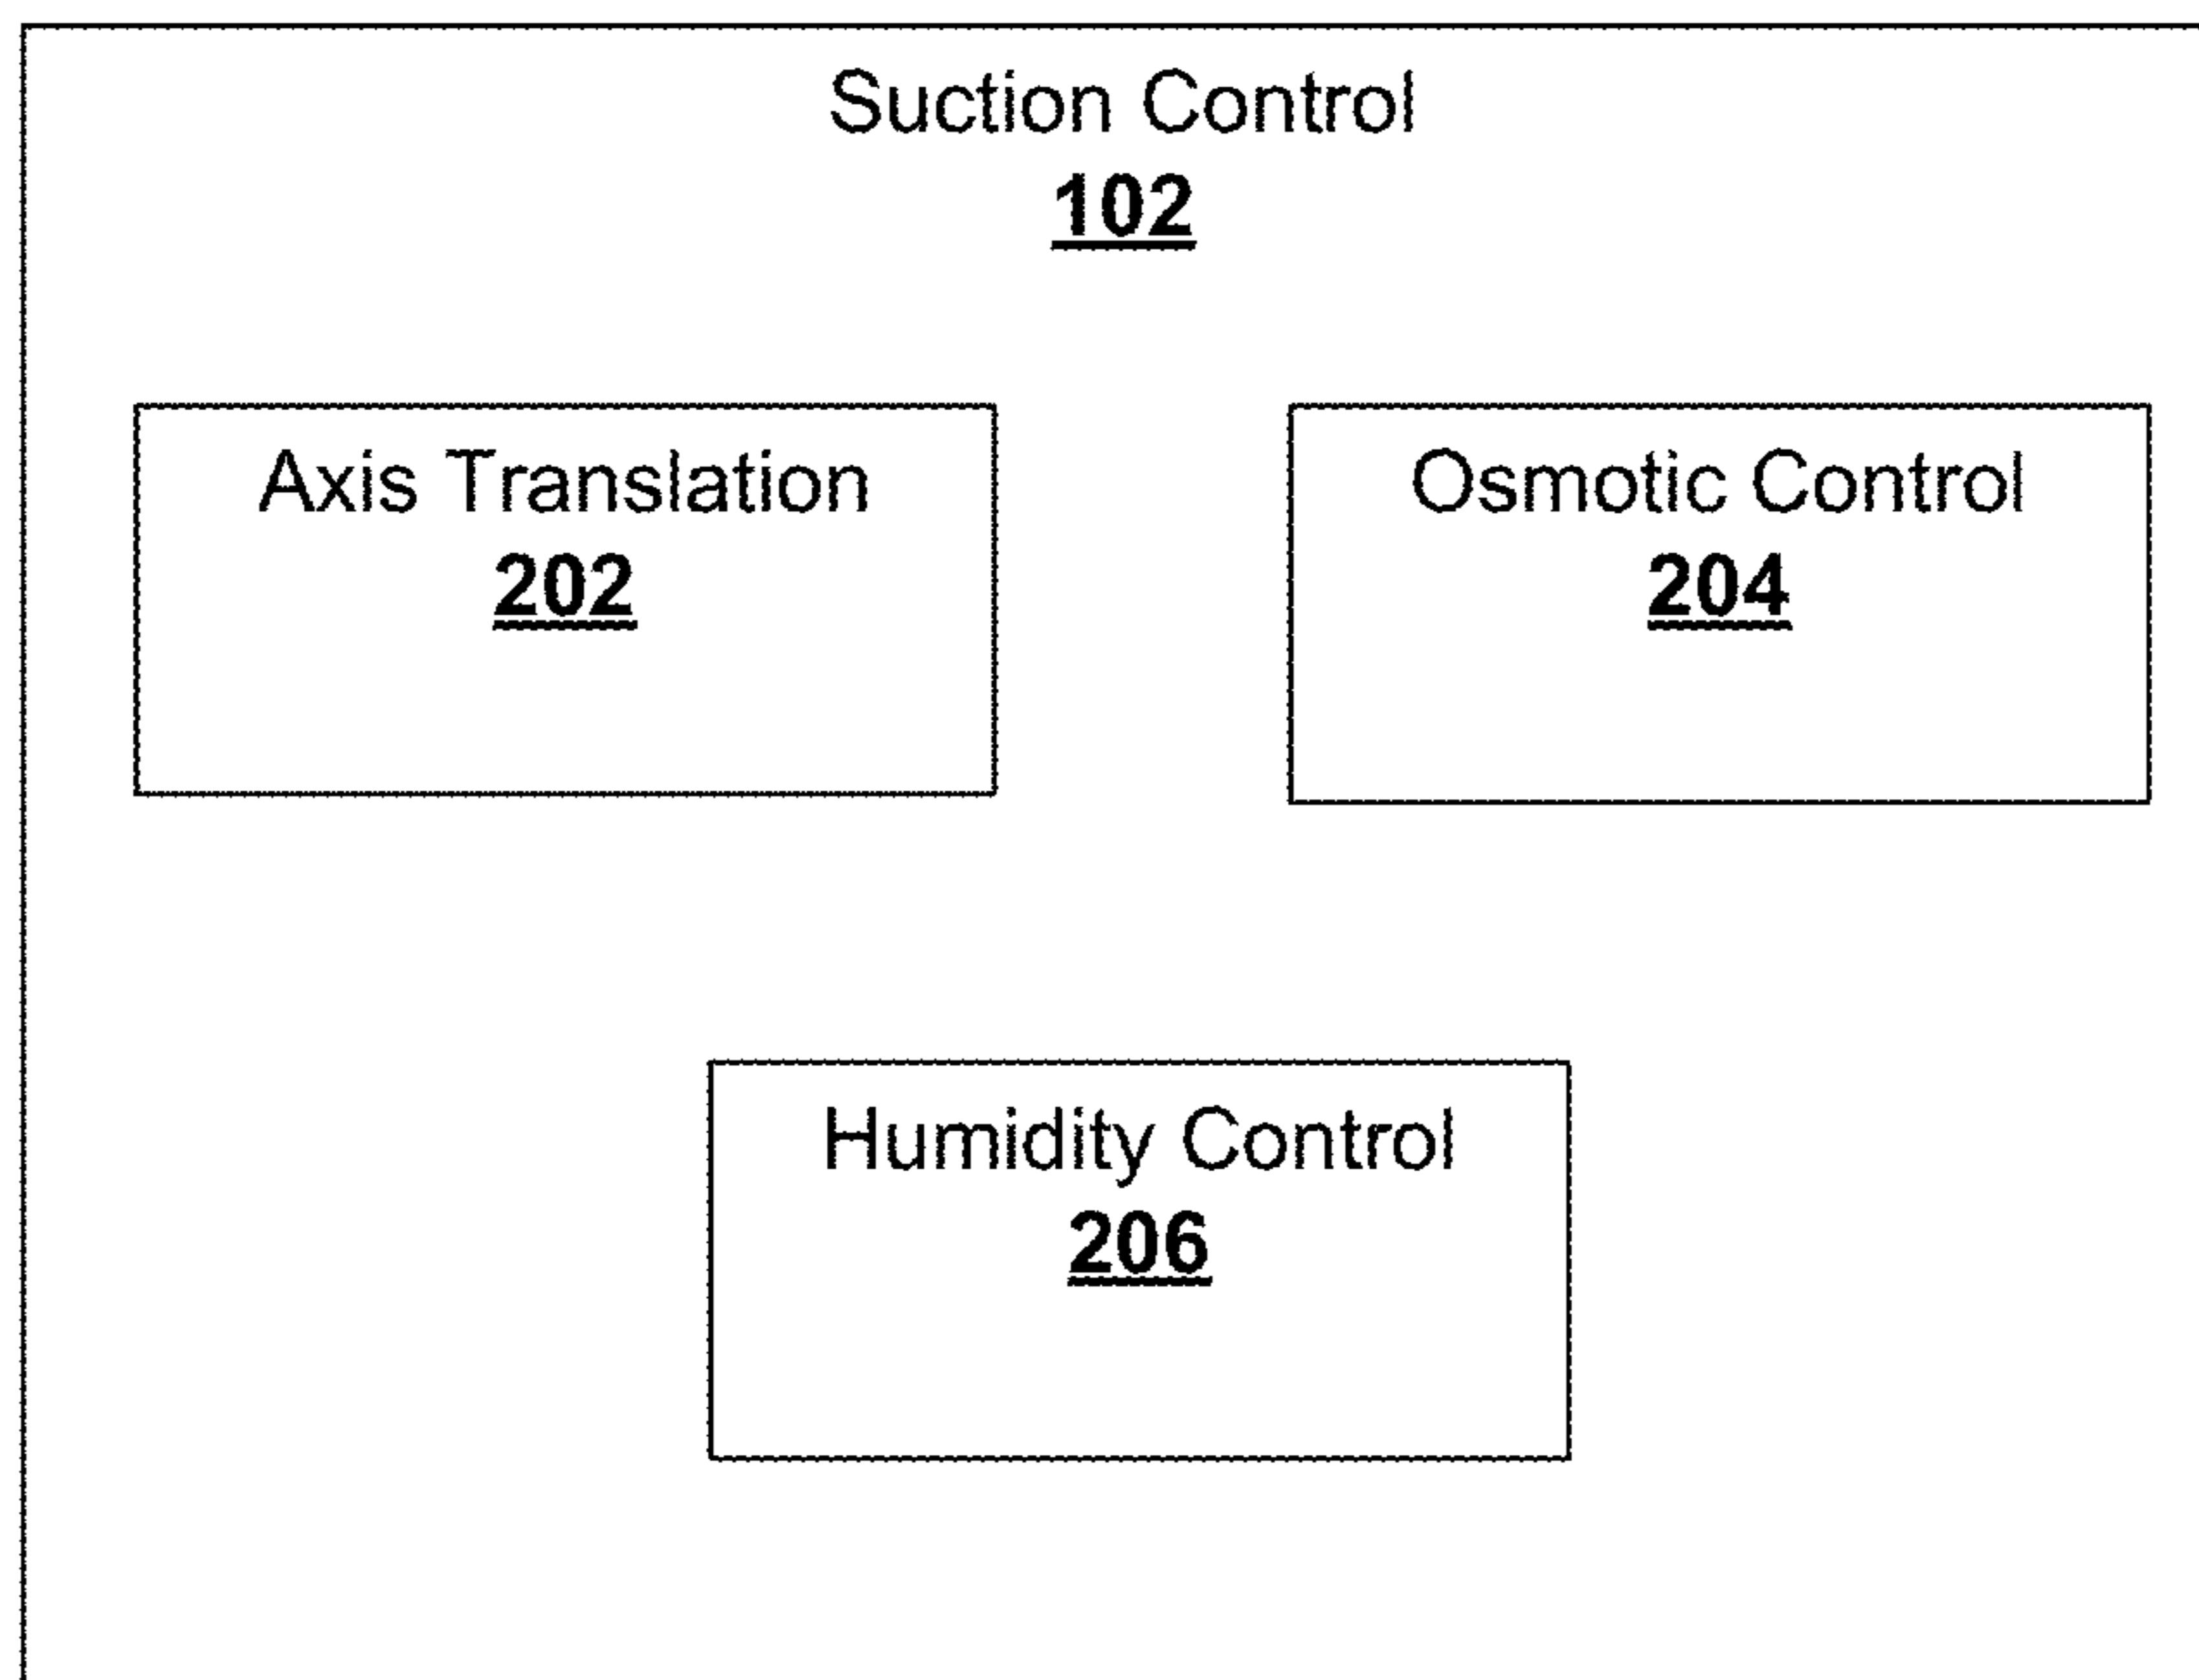 Suction Control
102
Axis Translation
202
Osmotic Control
204
Humidity Control
206